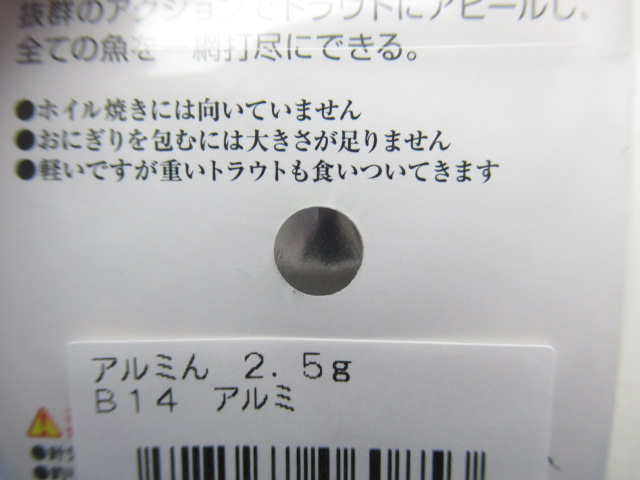 抜群のアクションでトラウトにアピールし、
全ての魚を一網打尽にできる。
●ホイル焼きには向いていません
●おにぎりを包むには大きさが足りません
●軽いですが重いトラウトも食いついてきます
アルミん 2.5g
B14 アルミ